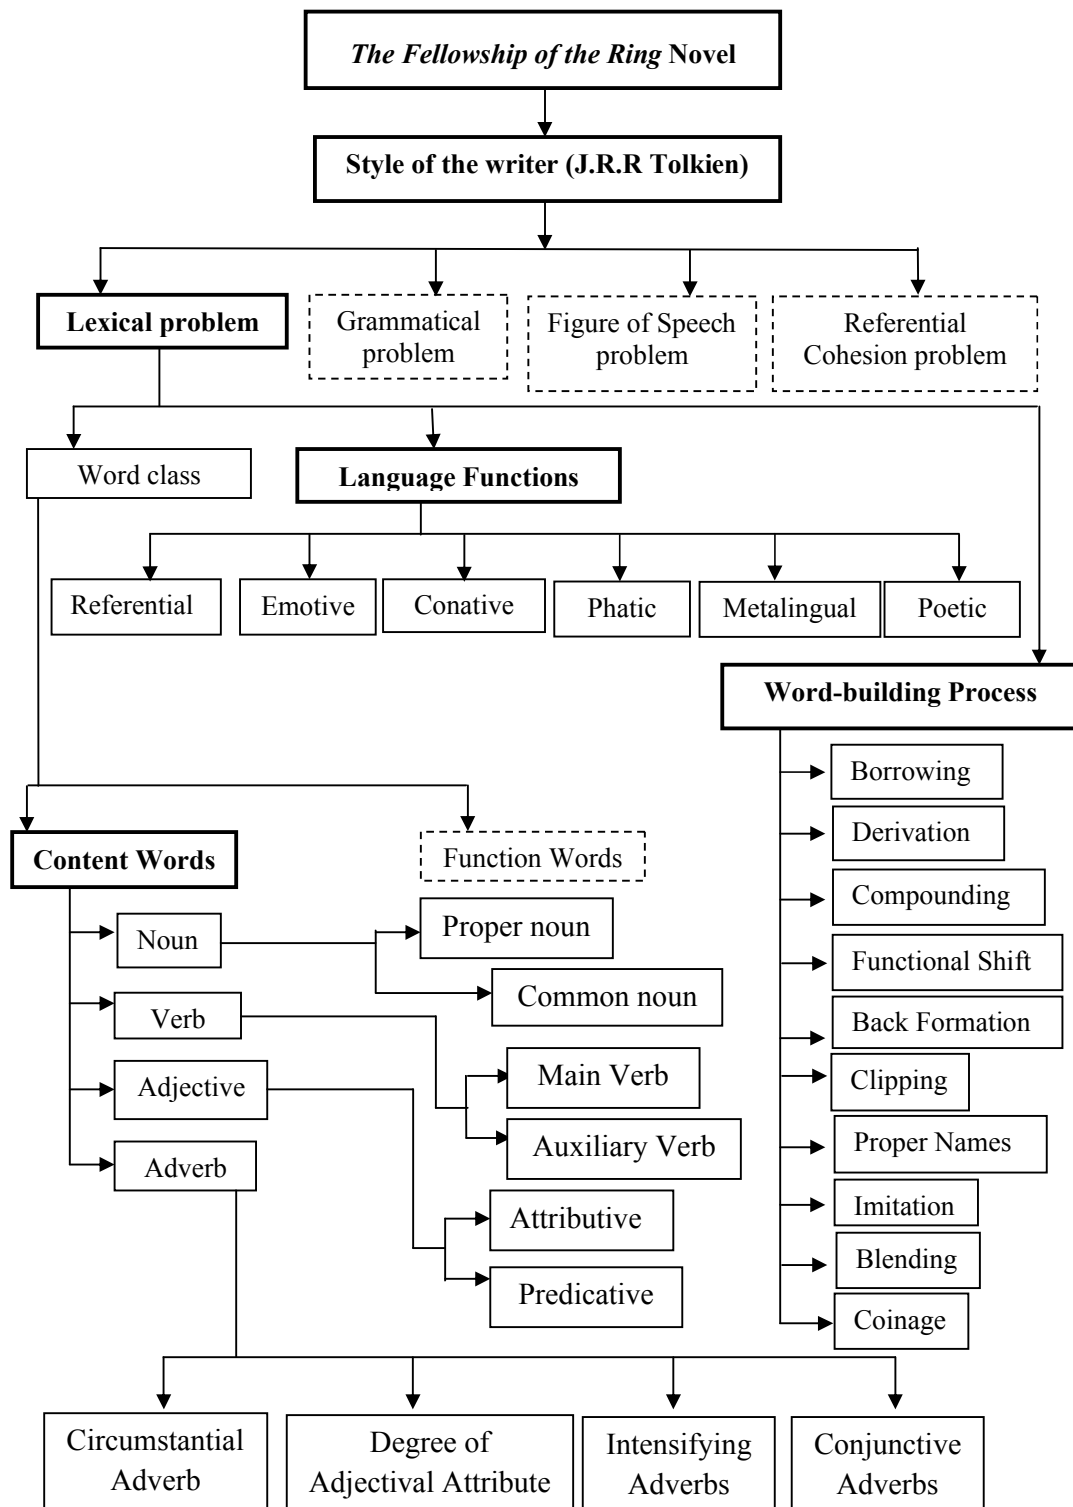 The Fellowship of the Ring Novel
Style of the writer (J.R.R Tolkien)
Lexical problem
Grammatical
problem
Figure of Speech
problem
Referential
Cohesion problem
Word class
Language Functions
Referential
Emotive
Conative
Phatic
Metalingual
Poetic
Word-building Process
Borrowing
Derivation
Compounding
Functional Shift
Back Formation
Clipping
Proper Names
Imitation
Blending
Coinage
Content Words
Function Words
Noun
Proper noun
Common noun
Verb
Main Verb
Auxiliary Verb
Adjective
Attributive
Predicative
Adverb
Circumstantial
Adverb
Degree of
Adjectival Attribute
Intensifying
Adverbs
Conjunctive
Adverbs